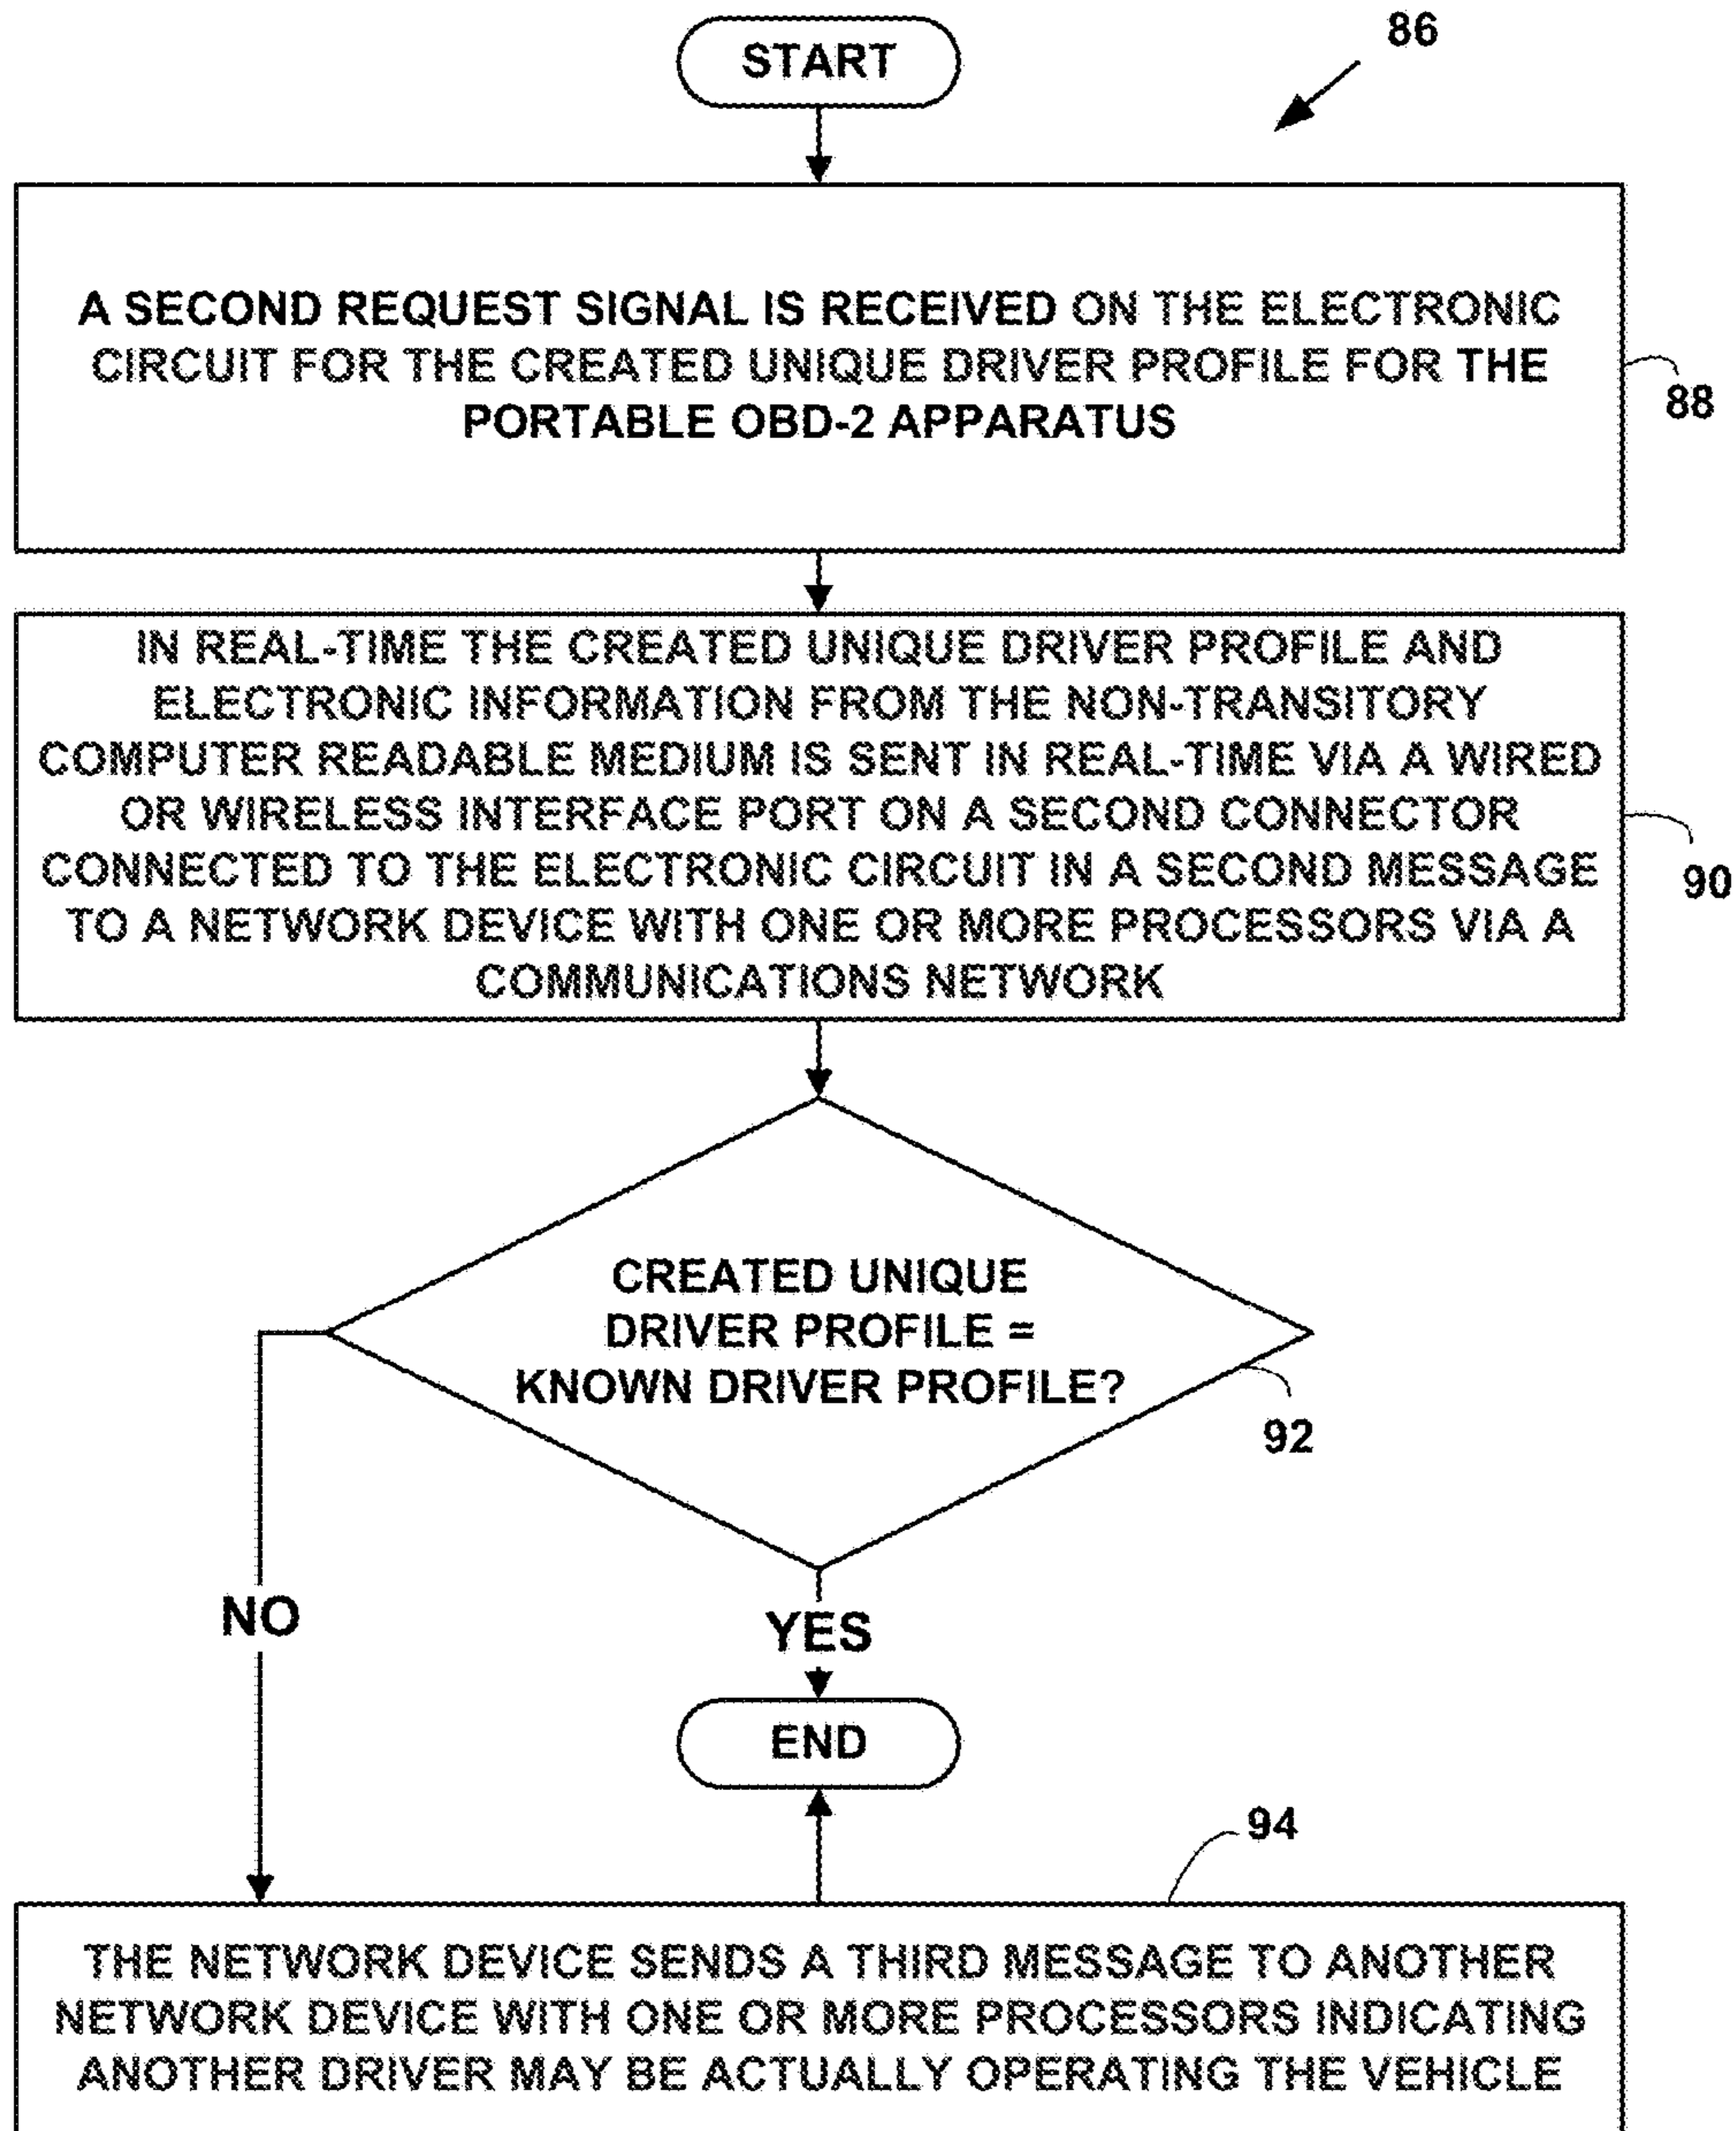 START
86
A SECOND REQUEST SIGNAL IS RECEIVED ON THE ELECTRONIC
CIRCUIT FOR THE CREATED UNIQUE DRIVER PROFILE FOR THE
PORTABLE OBD-2 APPARATUS
88
IN REAL-TIME THE CREATED UNIQUE DRIVER PROFILE AND
ELECTRONIC INFORMATION FROM THE NON-TRANSITORY
COMPUTER READABLE MEDIUM IS SENT IN REAL-TIME VIA A WIRED
OR WIRELESS INTERFACE PORT ON A SECOND CONNECTOR
CONNECTED TO THE ELECTRONIC CIRCUIT IN A SECOND MESSAGE
TO A NETWORK DEVICE WITH ONE OR MORE PROCESSORS VIA A
COMMUNICATIONS NETWORK
90
CREATED UNIQUE
DRIVER PROFILE =
KNOWN DRIVER PROFILE?
92
NO
YES
END
94
THE NETWORK DEVICE SENDS A THIRD MESSAGE TO ANOTHER
NETWORK DEVICE WITH ONE OR MORE PROCESSORS INDICATING
ANOTHER DRIVER MAY BE ACTUALLY OPERATING THE VEHICLE